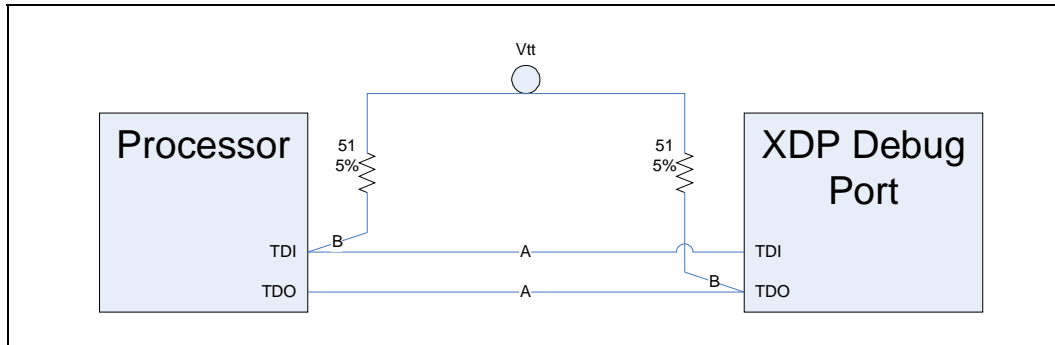 Vtt
Processor
51
5%
51
5%
XDP Debug
Port
B
TDI
A
TDI
TDO
A
B
TDO